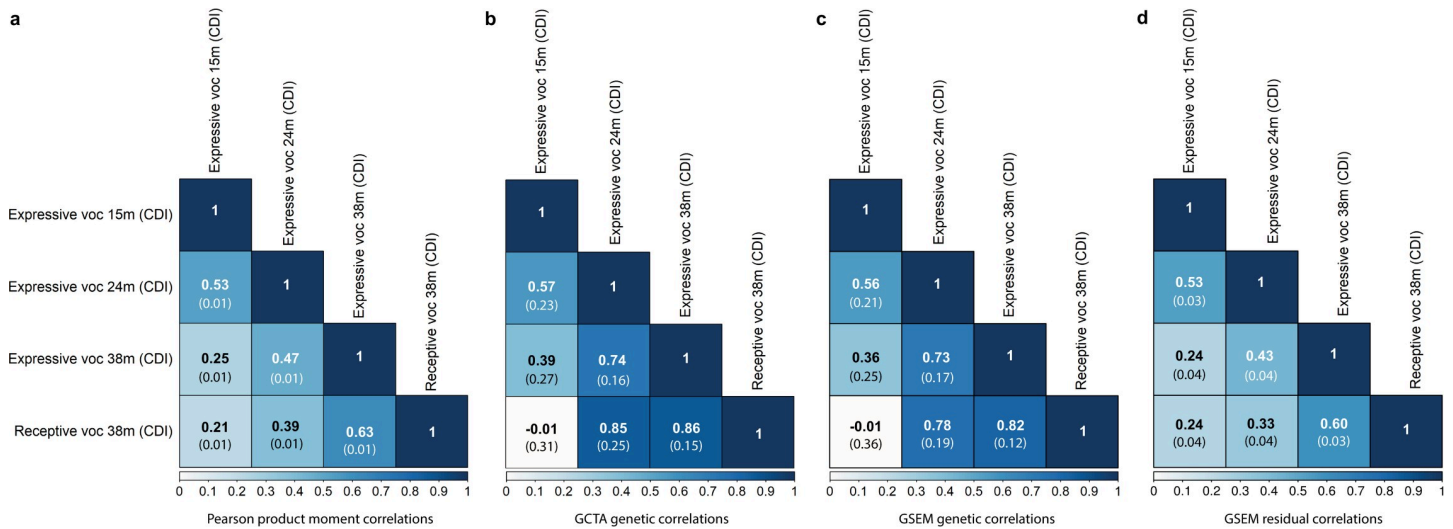 a
Expressive voc 15m (CDI)
Expressive voc 24m (CDI)
Expressive voc 38m (CDI)
Receptive voc 38m (CDI)
Expressive voc 15m (CDI)
1
Expressive voc 24m (CDI)
0.53
(0.01)
1
Expressive voc 38m (CDI)
0.25
(0.01)
0.47
(0.01)
1
Receptive voc 38m (CDI)
0.21
(0.01)
0.39
(0.01)
0.63
(0.01)
1
0 0.1 0.2 0.3 0.4 0.5 0.6 0.7 0.8 0.9 1
Pearson product moment correlations
b
Expressive voc 15m (CDI)
Expressive voc 24m (CDI)
Expressive voc 38m (CDI)
Receptive voc 38m (CDI)
1
0.57
(0.23)
1
0.39
(0.27)
0.74
(0.16)
1
-0.01
(0.31)
0.85
(0.25)
0.86
(0.15)
1
0 0.1 0.2 0.3 0.4 0.5 0.6 0.7 0.8 0.9 1
GCTA genetic correlations
c
Expressive voc 15m (CDI)
Expressive voc 24m (CDI)
Expressive voc 38m (CDI)
Receptive voc 38m (CDI)
1
0.56
(0.21)
1
0.36
(0.25)
0.73
(0.17)
1
-0.01
(0.36)
0.78
(0.19)
0.82
(0.12)
1
0 0.1 0.2 0.3 0.4 0.5 0.6 0.7 0.8 0.9 1
GSEM genetic correlations
d
Expressive voc 15m (CDI)
Expressive voc 24m (CDI)
Expressive voc 38m (CDI)
Receptive voc 38m (CDI)
1
0.53
(0.03)
1
0.24
(0.04)
0.43
(0.04)
1
0.24
(0.04)
0.33
(0.04)
0.60
(0.03)
1
0 0.1 0.2 0.3 0.4 0.5 0.6 0.7 0.8 0.9 1
GSEM residual correlations